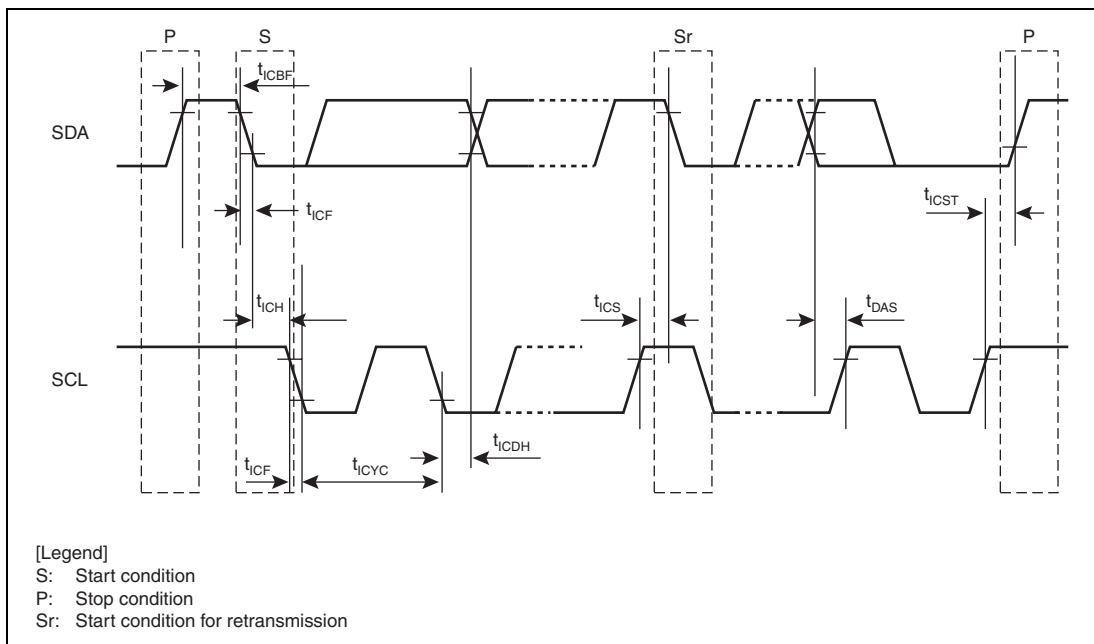 P S Sr P
tICBF
SDA
tICF
tICST
tICH
tICS
tDAS
SCL
tICDH
tICF
tICYC
[Legend]
S: Start condition
P: Stop condition
Sr: Start condition for retransmission